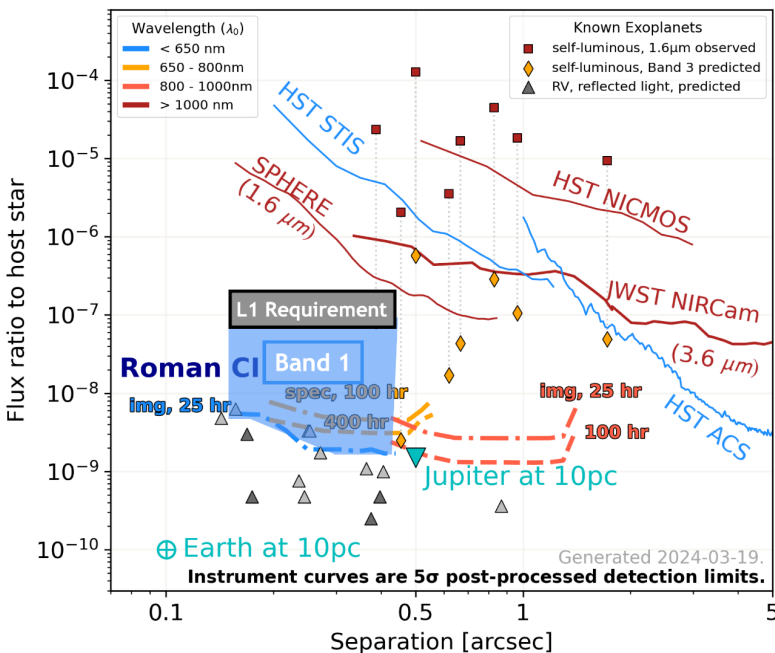 Wavelength (λ₀)
< 650 nm
650 - 800nm
800 - 1000nm
> 1000 nm
Known Exoplanets
self-luminous, 1.6μm observed
self-luminous, Band 3 predicted
RV, reflected light, predicted
HST STIS
SPHERE
(1.6 μm)
HST NICMOS
JWST NIRCam
(3.6 μm)
HST ACS
L1 Requirement
Band 1
Roman CI
img, 25 hr
spec, 100 hr
400 hr
img, 25 hr
100 hr
Jupiter at 10pc
Earth at 10pc
Generated 2024-03-19.
Instrument curves are 5σ post-processed detection limits.
Flux ratio to host star
10⁻⁴
10⁻⁵
10⁻⁶
10⁻⁷
10⁻⁸
10⁻⁹
10⁻¹⁰
0.1
0.5
1
5
Separation [arcsec]